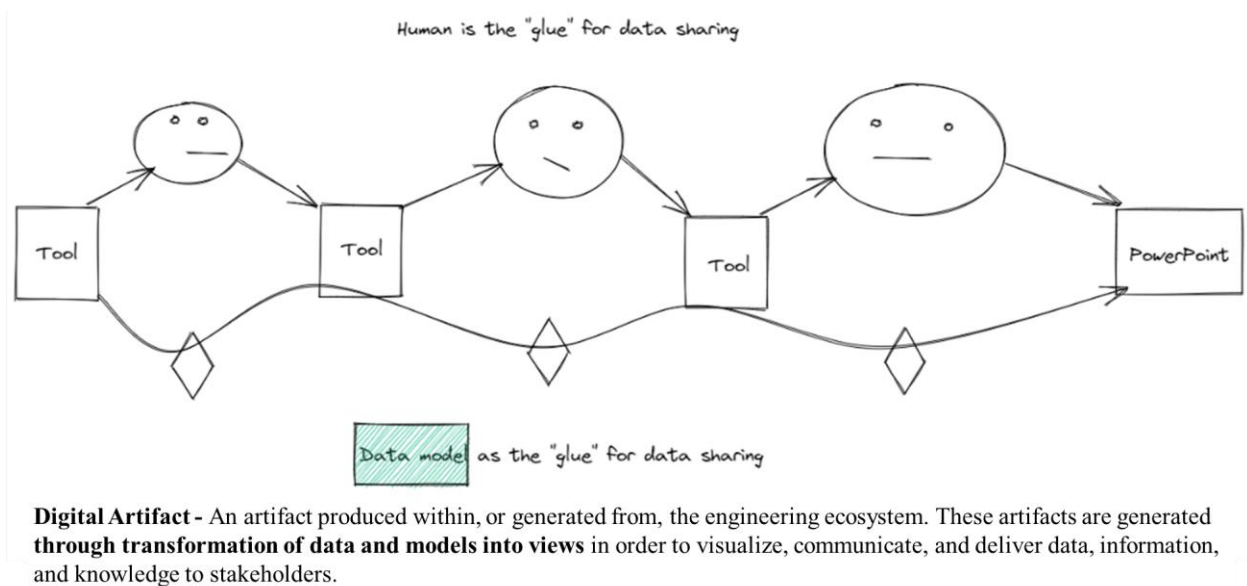 Human is the "glue" for data sharing
Tool
Tool
Tool
PowerPoint
Data model as the "glue" for data sharing
Digital Artifact - An artifact produced within, or generated from, the engineering ecosystem. These artifacts are generated
through transformation of data and models into views in order to visualize, communicate, and deliver data, information,
and knowledge to stakeholders.